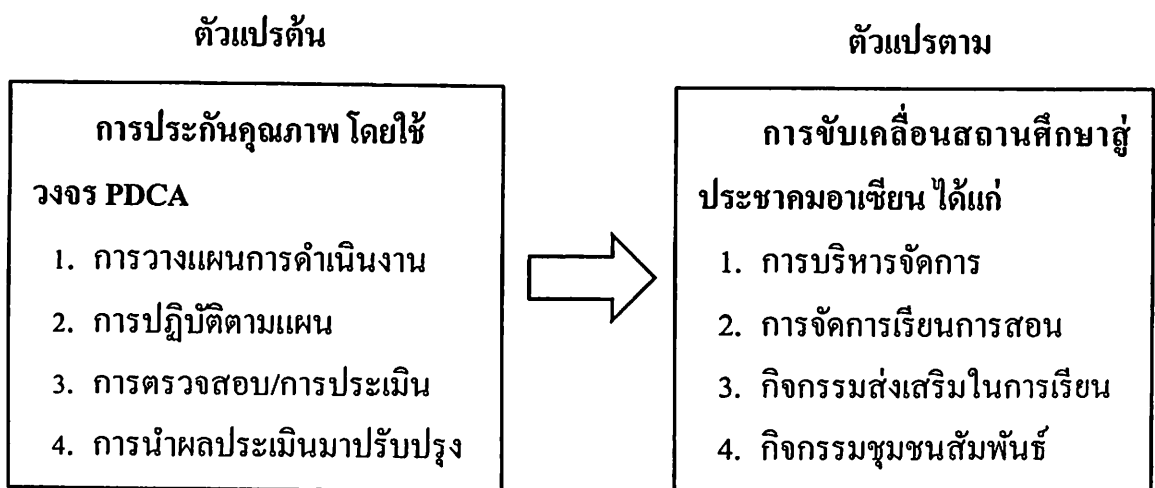 ตัวแปรต้น
การประกันคุณภาพ โดยใช้
วงจร PDCA
1. การวางแผนการดำเนินงาน
2. การปฏิบัติตามแผน
3. การตรวจสอบ/การประเมิน
4. การนำผลประเมินมาปรับปรุง
ตัวแปรตาม
การขับเคลื่อนสถานศึกษาสู่
ประชาคมอาเซียน ได้แก่
1. การบริหารจัดการ
2. การจัดการเรียนการสอน
3. กิจกรรมส่งเสริมในการเรียน
4. กิจกรรมชุมชนสัมพันธ์